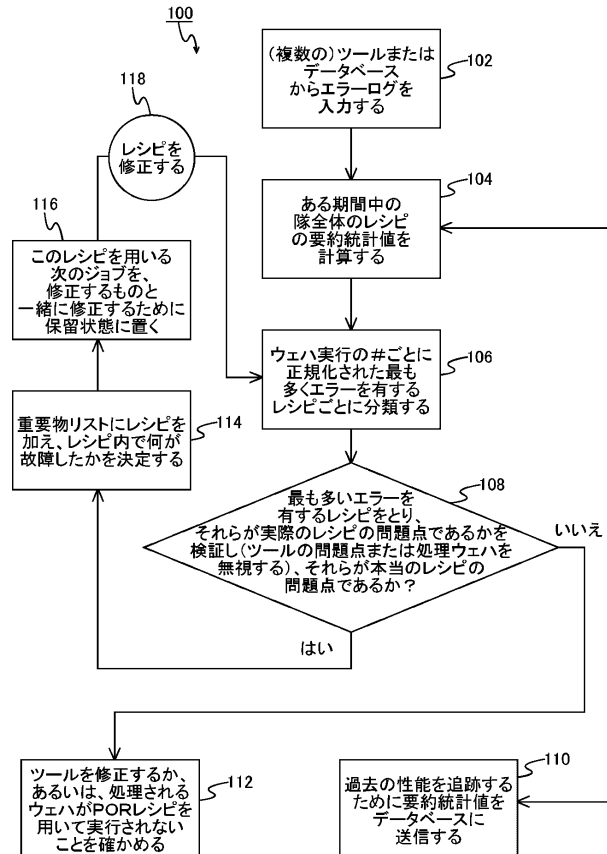 100
(複数の)ツールまたは
データベース
からエラーログを
入力する
102
118
レシピを
修正する
ある期間中の
隊全体のレシピ
の要約統計値を
計算する
104
116
このレシピを用いる
次のジョブを、
修正するものと
一緒に修正するために
保留状態に置く
ウェハ実行の#ごとに
正規化された最も
多くエラーを有する
レシピごとに分類する
106
重要物リストにレシピを
加え、レシピ内で何が
故障したかを決定する
114
最も多いエラーを
有するレシピをとり、
それらが実際のレシピの問題点であるかを
検証し(ツールの問題点または処理ウェハを
無視する)、それらが本当のレシピの
問題点であるか?
108
いいえ
はい
ツールを修正するか、
あるいは、処理される
ウェハがPORレシピを
用いて実行されない
ことを確かめる
112
過去の性能を追跡する
ために要約統計値を
データベースに
送信する
110